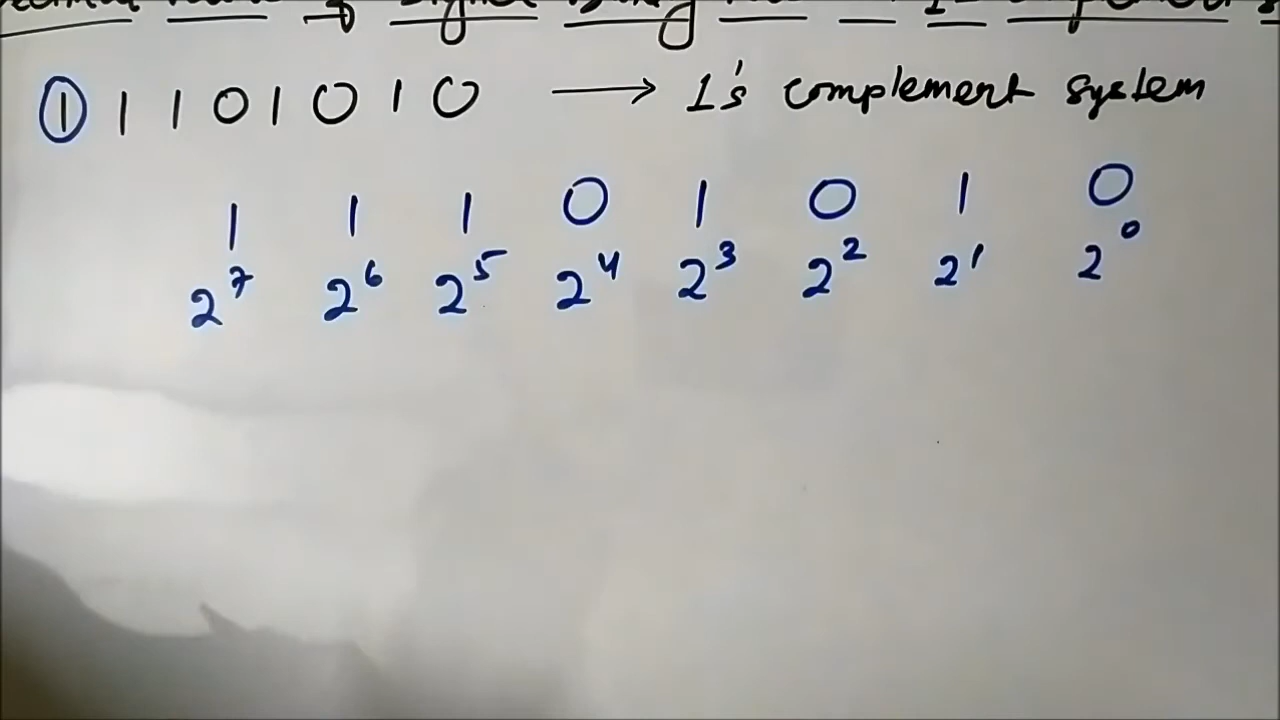 ① 1 1 0 1 0 1 0 → 1's complement system
1 1 1 0 1 0 1 0
2⁷ 2⁶ 2⁵ 2⁴ 2³ 2² 2¹ 2⁰